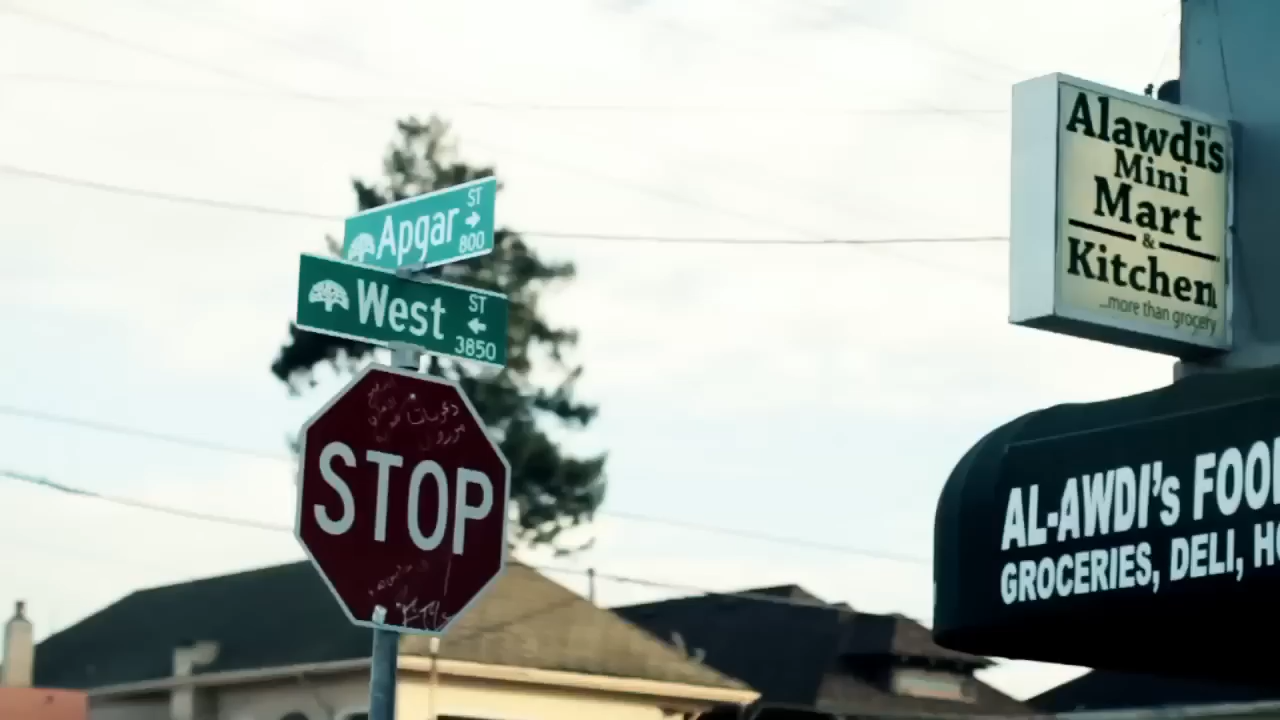 Apgar ST
800
West ST
3850
STOP
Alawdi's
Mini
Mart
&
Kitchen
...more than grocery
AL-AWDI's FOO
GROCERIES, DELI, H